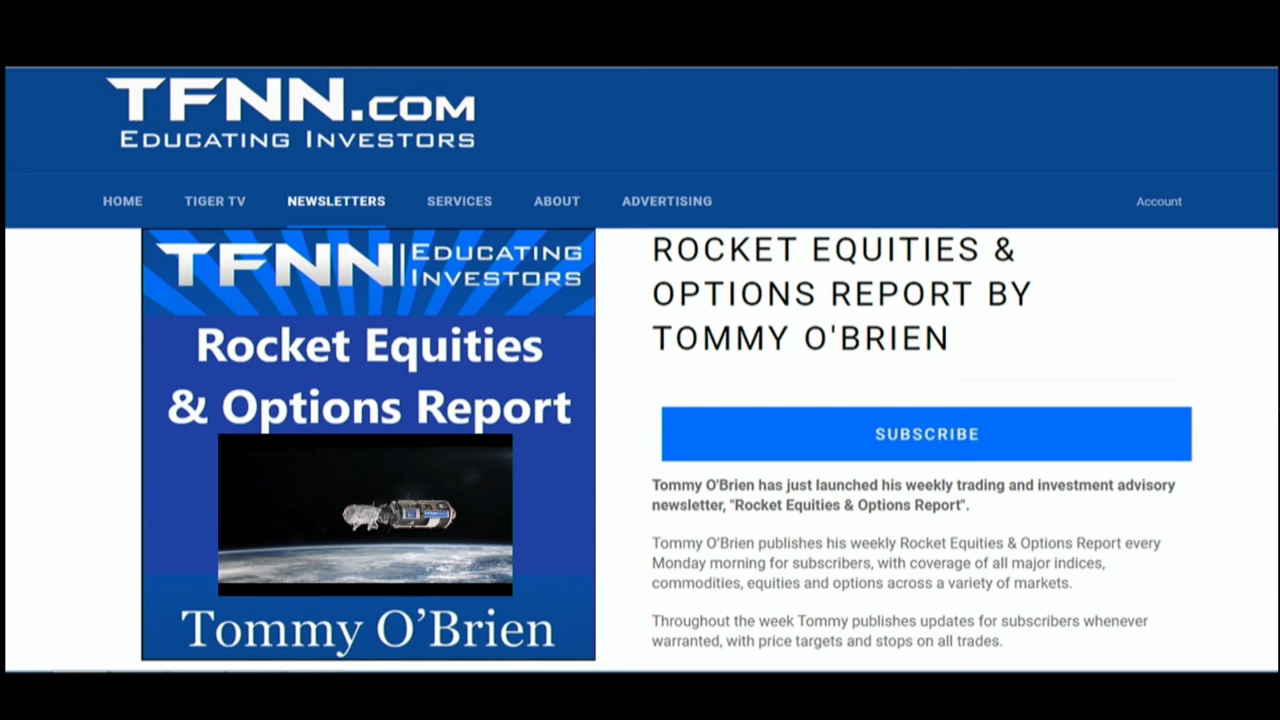 TFNN.COM
EDUCATING INVESTORS
HOME TIGER TV NEWSLETTERS SERVICES ABOUT ADVERTISING Account
TFNN | EDUCATING
INVESTORS
Rocket Equities
& Options Report
Tommy O’Brien
ROCKET EQUITIES &
OPTIONS REPORT BY
TOMMY O'BRIEN
SUBSCRIBE
Tommy O'Brien has just launched his weekly trading and investment advisory
newsletter, "Rocket Equities & Options Report".
Tommy O'Brien publishes his weekly Rocket Equities & Options Report every
Monday morning for subscribers, with coverage of all major indices,
commodities, equities and options across a variety of markets.
Throughout the week Tommy publishes updates for subscribers whenever
warranted, with price targets and stops on all trades.